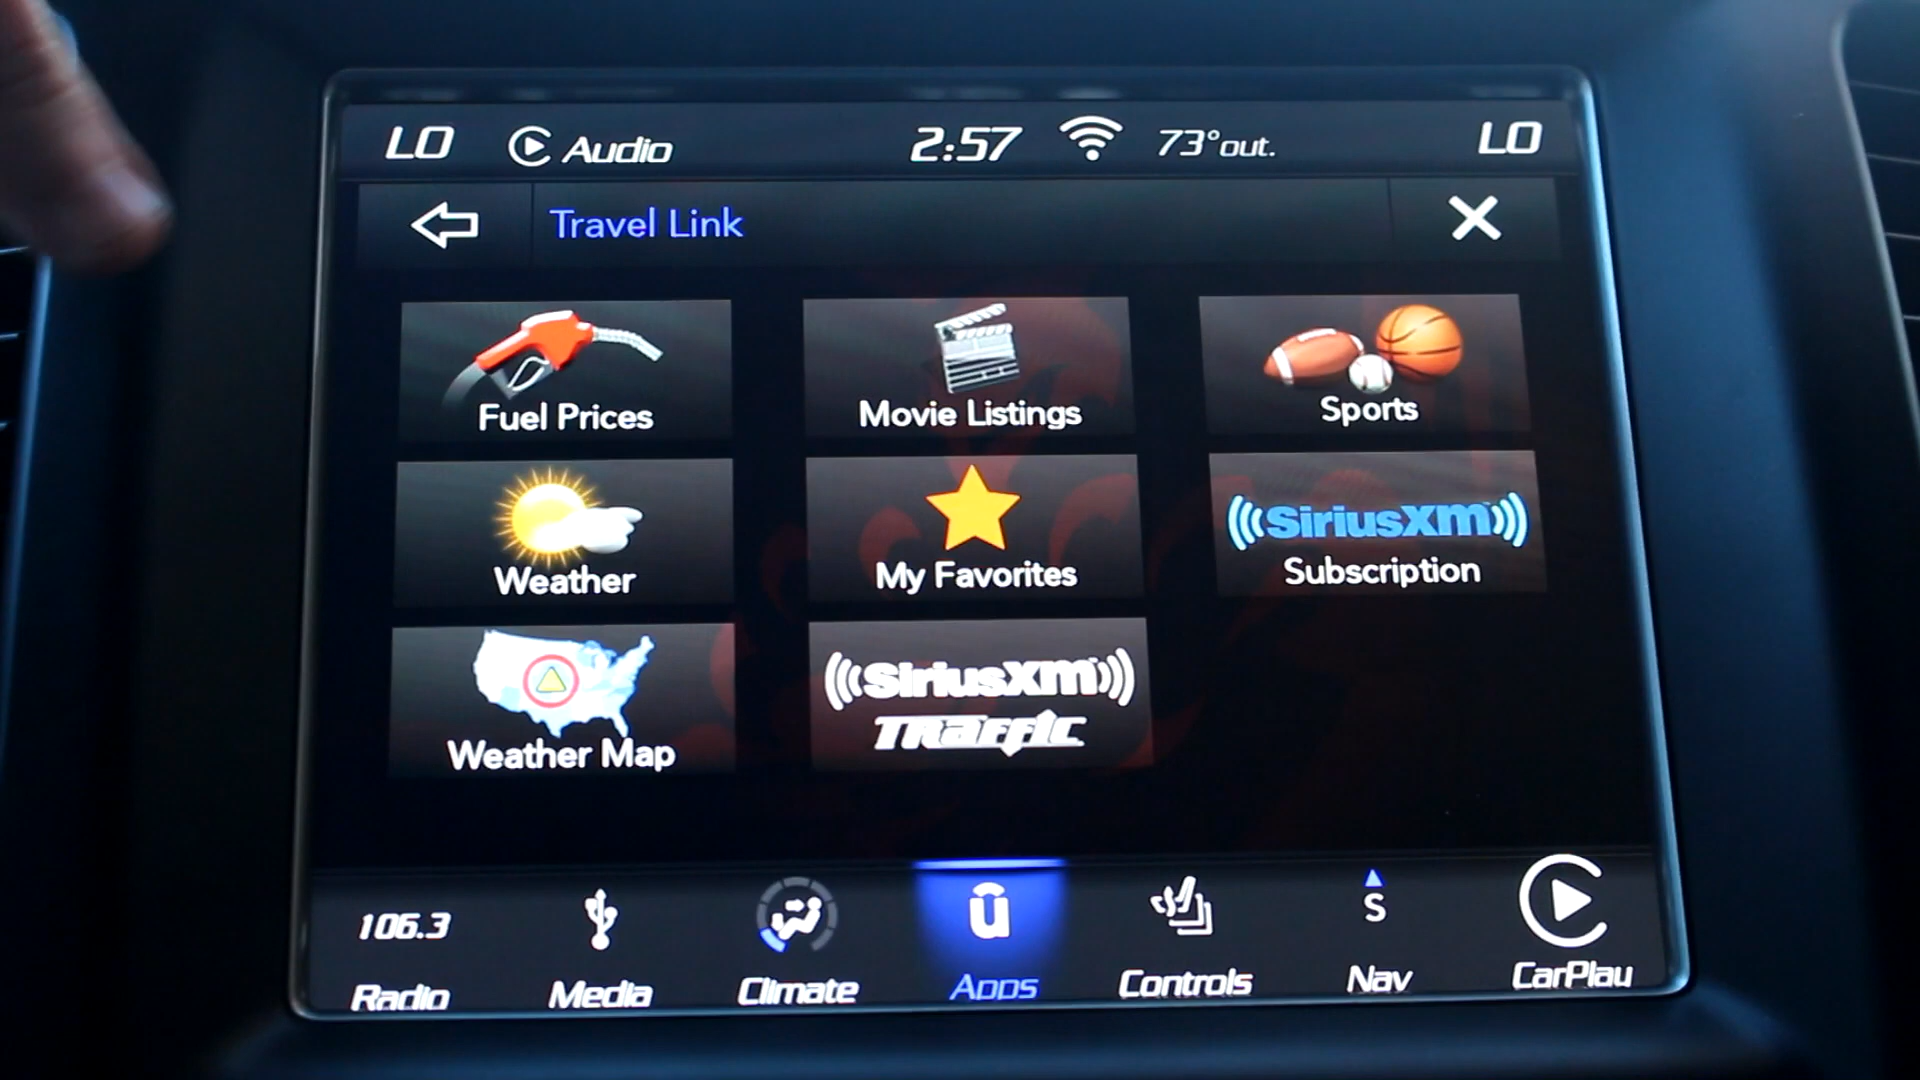 LO Audio 2:57 73°out. LO
Travel Link
Fuel Prices
Movie Listings
Sports
Weather
My Favorites
SiriusXM
Subscription
Weather Map
SiriusXM
Traffic
106.3 S
Radio Media Climate Apps Controls Nav CarPlay